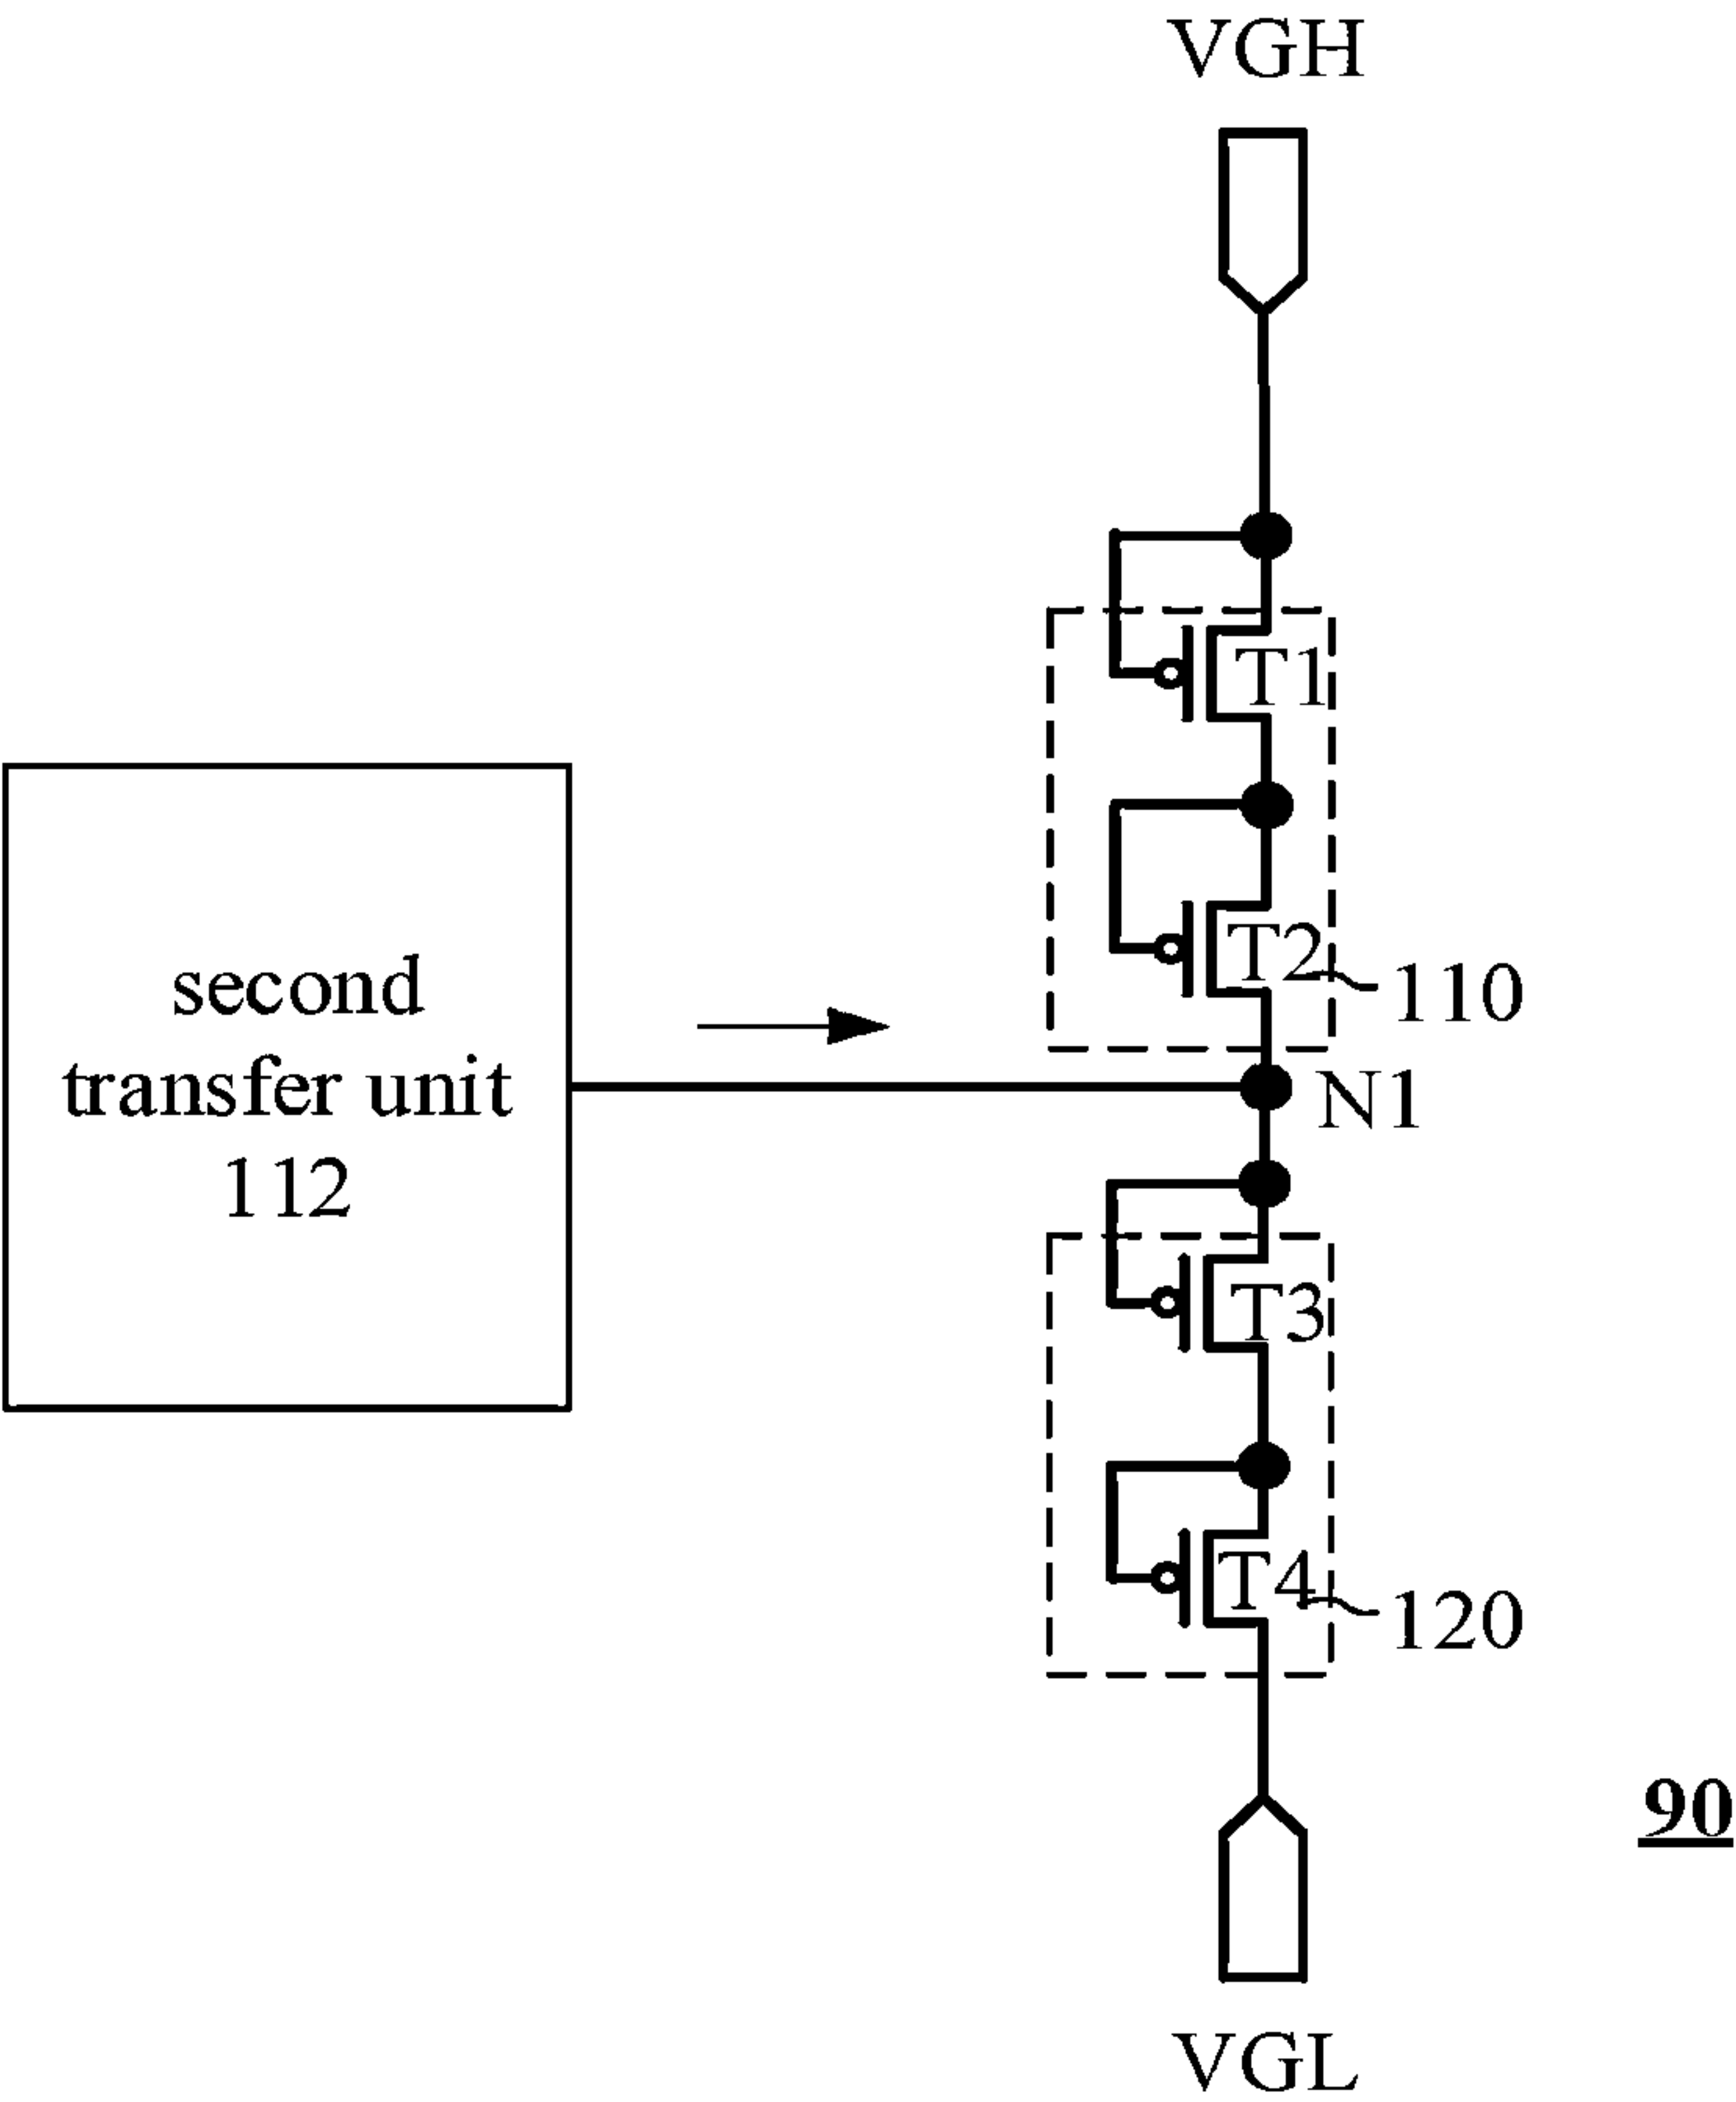 VGH
T1
T2
110
second
transfer unit
112
N1
T3
T4
120
90
VGL